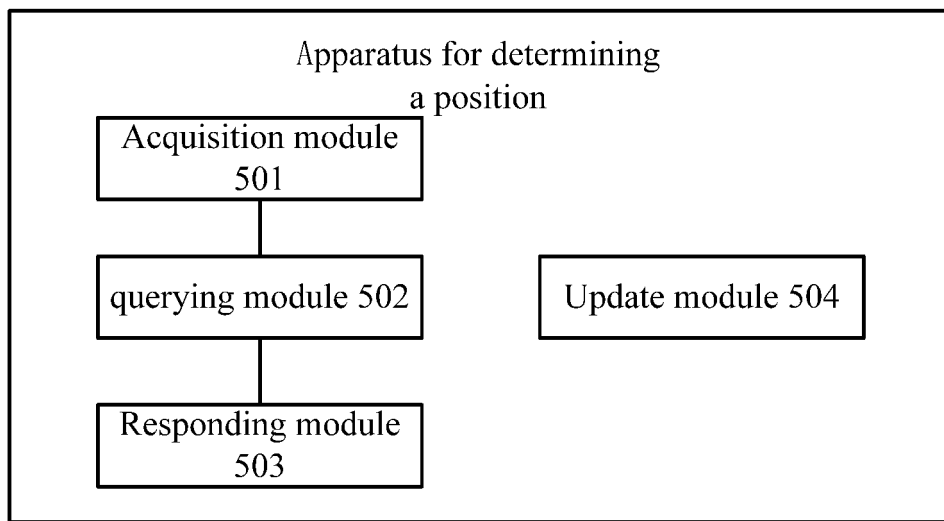 Apparatus for determining
a position
Acquisition module
501
querying module 502
Update module 504
Responding module
503